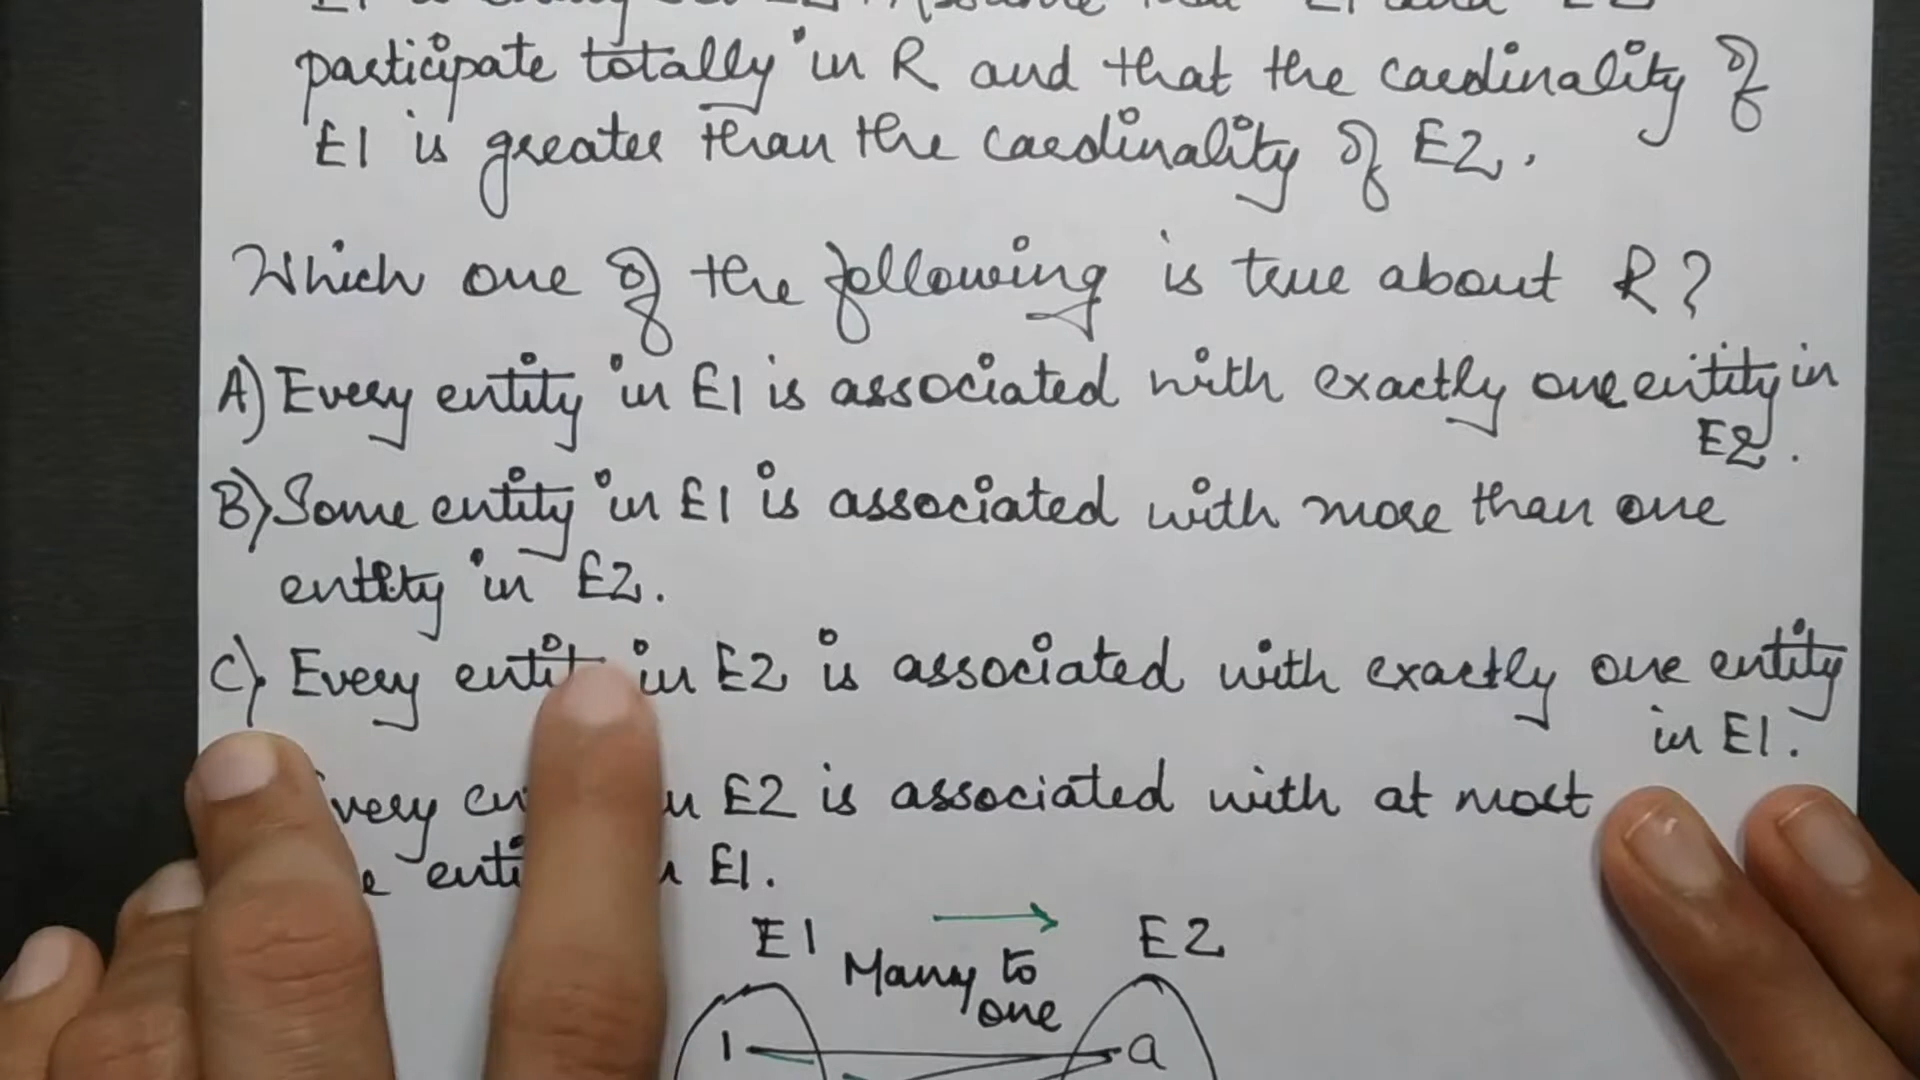 participate totally in R and that the cardinality of
E1 is greater than the cardinality of E2.
Which one of the following is true about R?
A) Every entity in E1 is associated with exactly one entity in
E2.
B) Some entity in E1 is associated with more than one
entity in E2.
C) Every entit in E2 is associated with exactly one entity
in E1.
E2 is associated with at most
E1.
E1 E2
Many to
one
1 a